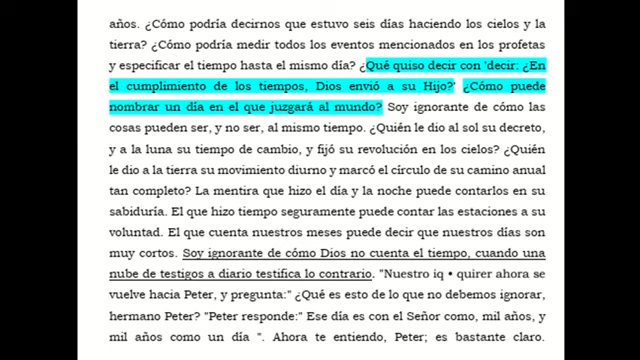 años. ¿Cómo podría decirnos que estuvo seis días haciendo los cielos y la
tierra? ¿Cómo podría medir todos los eventos mencionados en los profetas
y especificar el tiempo hasta el mismo día? ¿Qué quiso decir con 'decir: ¿En
el cumplimiento de los tiempos, Dios envió a su Hijo?' ¿Cómo puede
nombrar un día en el que juzgará al mundo? Soy ignorante de cómo las
cosas pueden ser, y no ser, al mismo tiempo. ¿Quién le dio al sol su decreto,
y a la luna su tiempo de cambio, y fijó su revolución en los cielos? ¿Quién
le dio a la tierra su movimiento diurno y marcó el círculo de su camino anual
tan completo? La mentira que hizo el día y la noche puede contarlos en su
sabiduría. El que hizo tiempo seguramente puede contar las estaciones a su
voluntad. El que cuenta nuestros meses puede decir que nuestros días son
muy cortos. Soy ignorante de cómo Dios no cuenta el tiempo, cuando una
nube de testigos a diario testifica lo contrario. "Nuestro iq • quirer ahora se
vuelve hacia Peter, y pregunta:" ¿Qué es esto de lo que no debemos ignorar,
hermano Peter? "Peter responde:" Ese día es con el Señor como, mil años, y
mil años como un día ". Ahora te entiendo, Peter; es bastante claro.